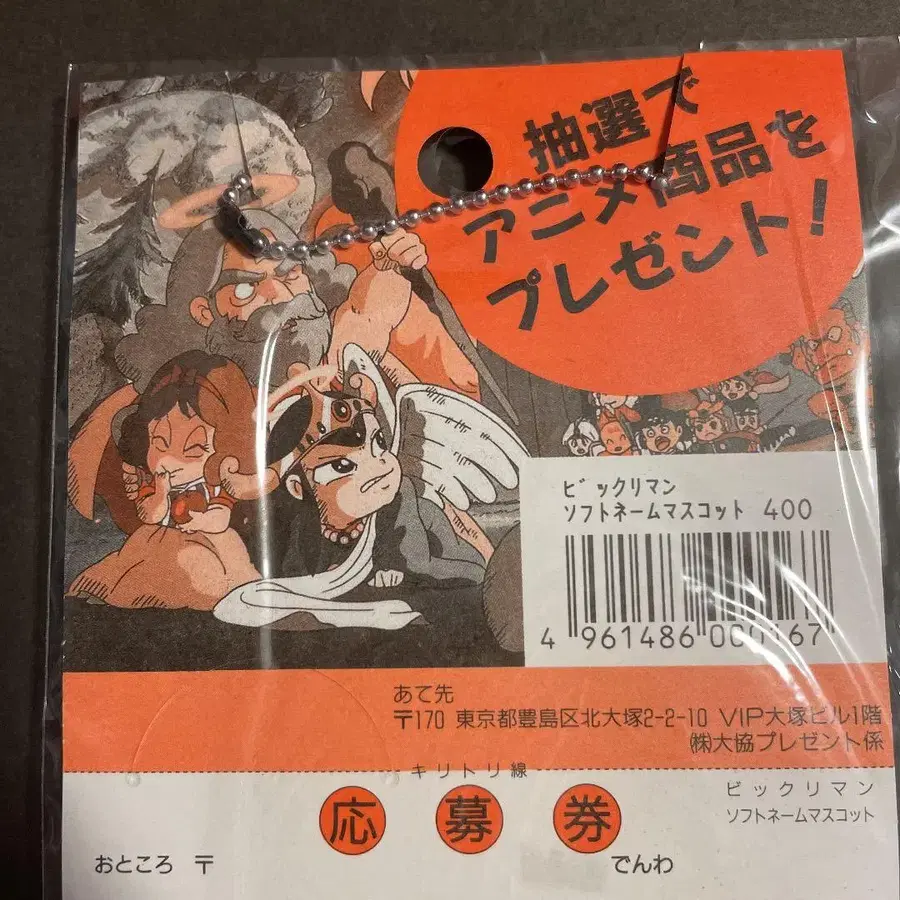 抽選で
アニメ商品を
プレゼント!
ビックリマン
ソフトネームマスコット 400
4 961486 000167
あて先
〒170 東京都豊島区北大塚2-2-10 VIP大塚ビル1階
㈱大協プレゼント係
キリトリ線
応募券
ビックリマン
ソフトネームマスコット
おところ 〒
でんわ